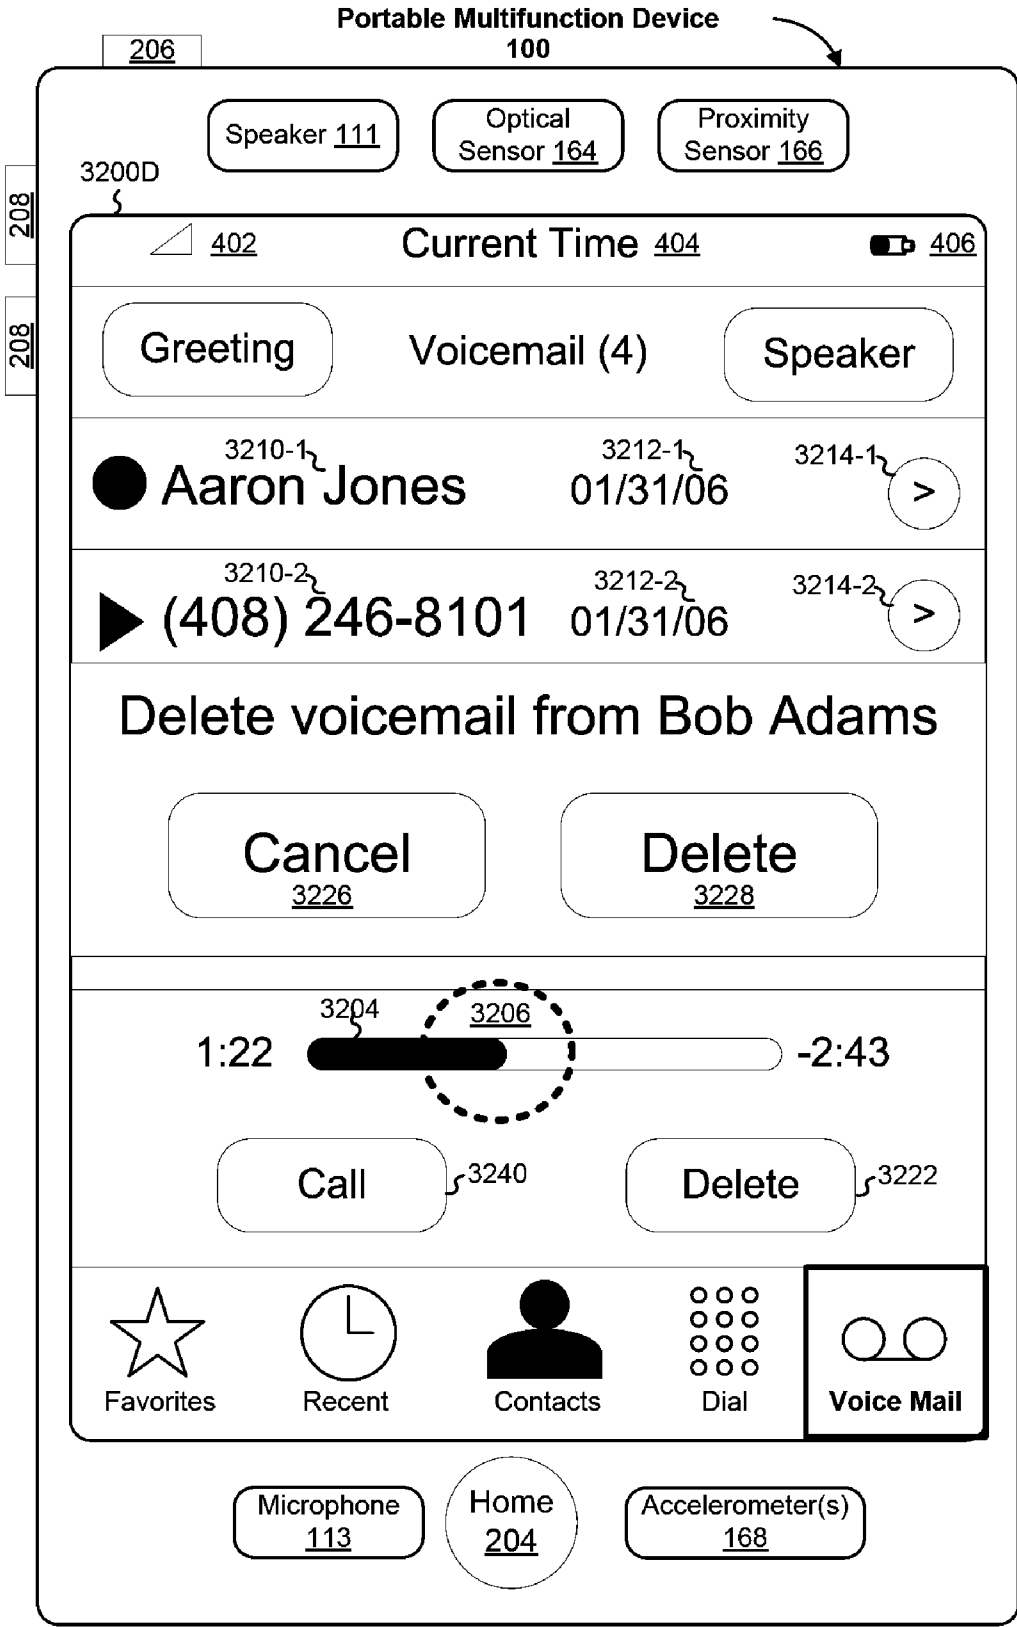 Portable Multifunction Device
100
206
Speaker 111
Optical
Sensor 164
Proximity
Sensor 166
3200D
208
208
402
Current Time 404
406
Greeting
Voicemail (4)
Speaker
3210-1
3212-1
3214-1
Aaron Jones
01/31/06
>
3210-2
3212-2
3214-2
(408) 246-8101
01/31/06
>
Delete voicemail from Bob Adams
Cancel
3226
Delete
3228
3204
3206
1:22
-2:43
Call
3240
Delete
3222
Favorites
Recent
Contacts
Dial
Voice Mail
Microphone
113
Home
204
Accelerometer(s)
168